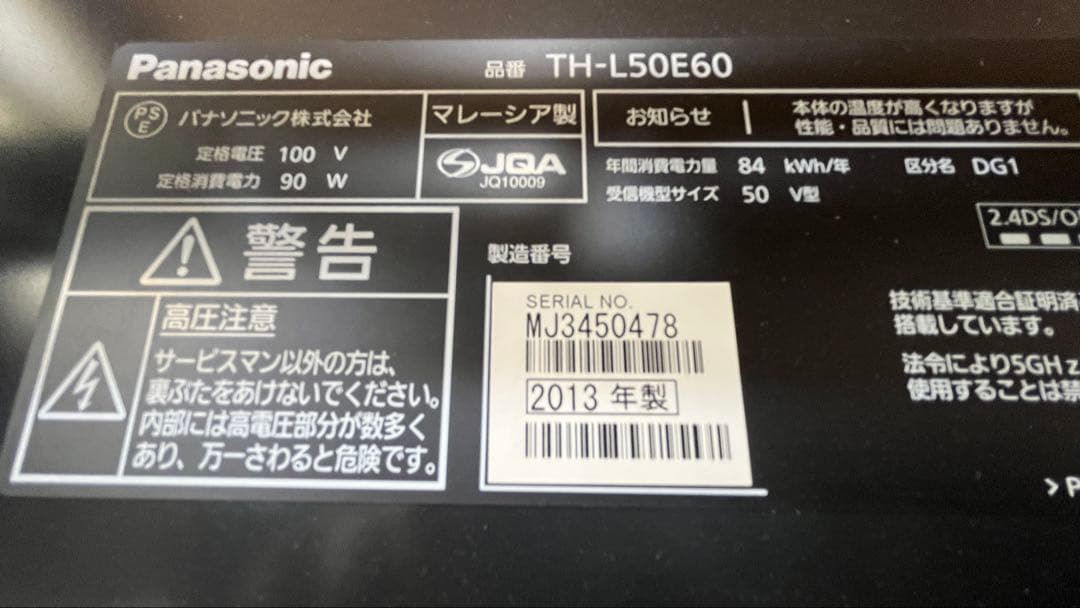 Panasonic
品番 TH-L50E60
PSE パナソニック株式会社
定格電圧 100 V
定格消費電力 90 W
マレーシア製
JQA
JQ10009
お知らせ
本体の温度が高くなりますが
性能・品質には問題ありません。
年間消費電力量 84 kWh/年 区分名 DG1
受信機型サイズ 50 V型
2.4DS/O
警告
高圧注意
サービスマン以外の方は、
裏ぶたをあけないでください。
内部には高電圧部分が数多く
あり、万一さわると危険です。
製造番号
SERIAL NO.
MJ3450478
2013 年製
技術基準適合証明済
搭載しています。
法令により5GHz
使用することは禁
> P